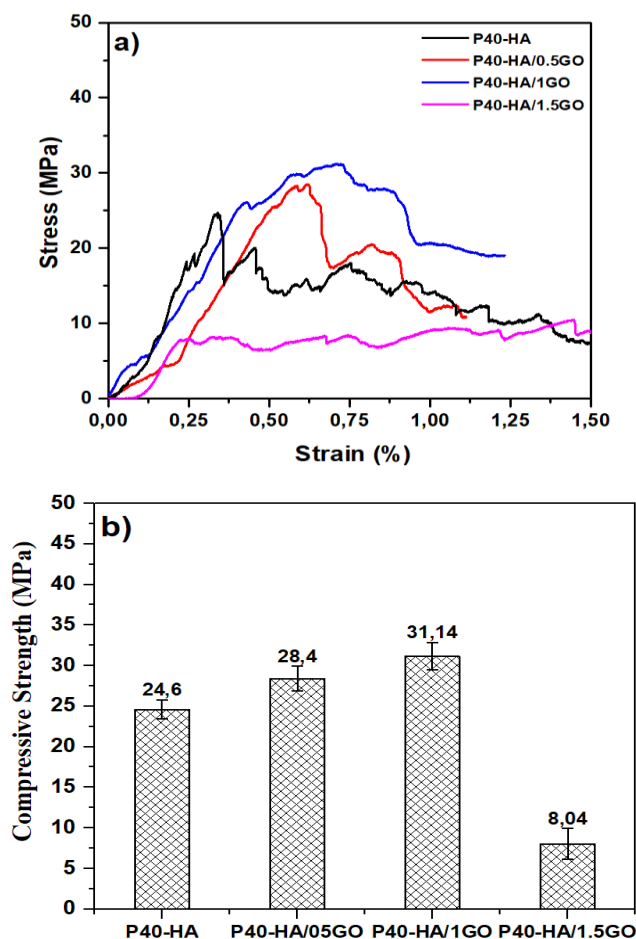 a)
P40-HA
P40-HA/0.5GO
P40-HA/1GO
P40-HA/1.5GO
50
40
30
20
10
0
Stress (MPa)
0,00 0,25 0,50 0,75 1,00 1,25 1,50
Strain (%)
b)
50
45
40
35
30
25
20
15
10
5
0
Compressive Strength (MPa)
24,6
28,4
31,14
8,04
P40-HA P40-HA/05GO P40-HA/1GO P40-HA/1.5GO